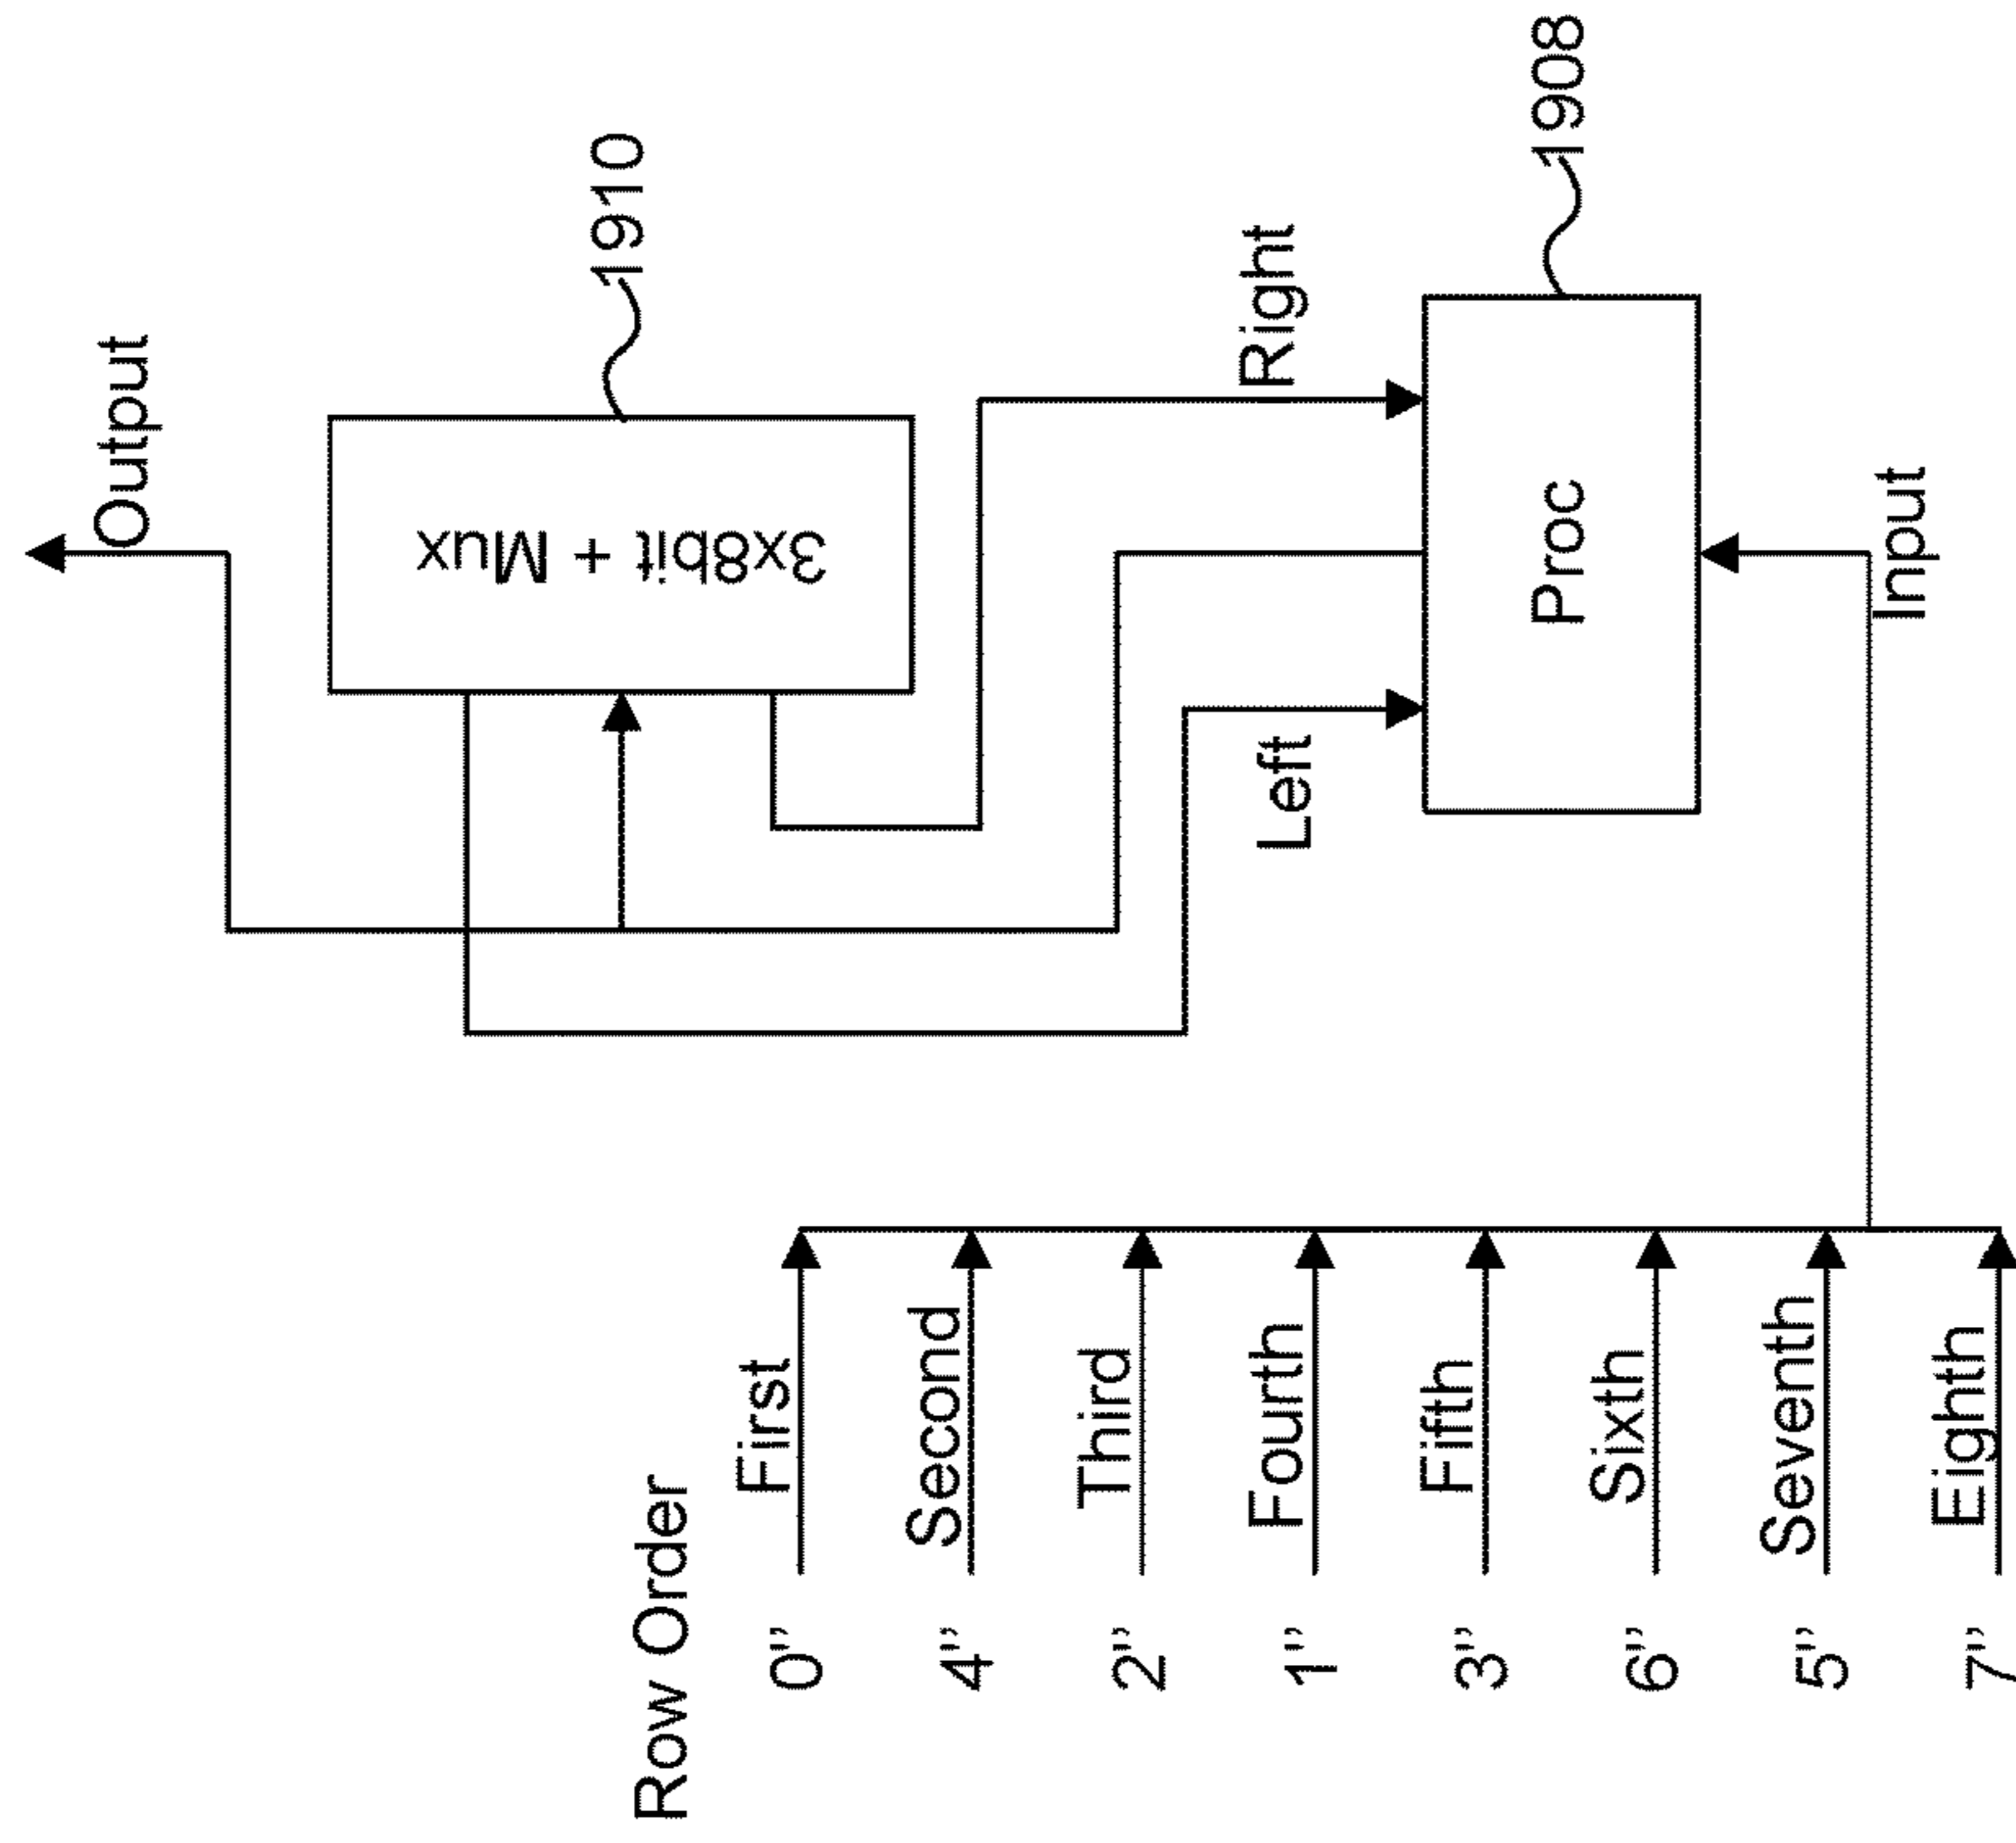 Row Order
0” First
4” Second
2” Third
1” Fourth
3” Fifth
6” Sixth
5” Seventh
7” Eighth
Output
3x8bit + Mux
1910
Left
Right
Proc
1908
Input